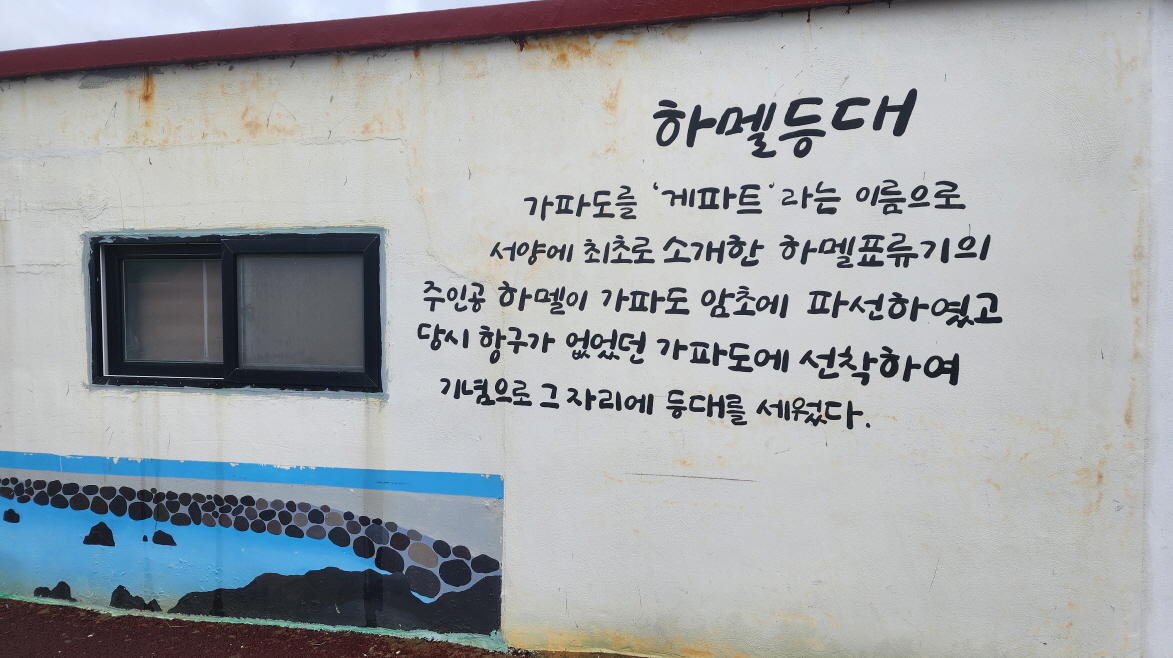 하멜등대
가파도를 '게파트'라는 이름으로
서양에 최초로 소개한 하멜표류기의
주인공 하멜이 가파도 암초에 파선하였고
당시 항구가 없었던 가파도에 선착하여
기념으로 그 자리에 등대를 세웠다.